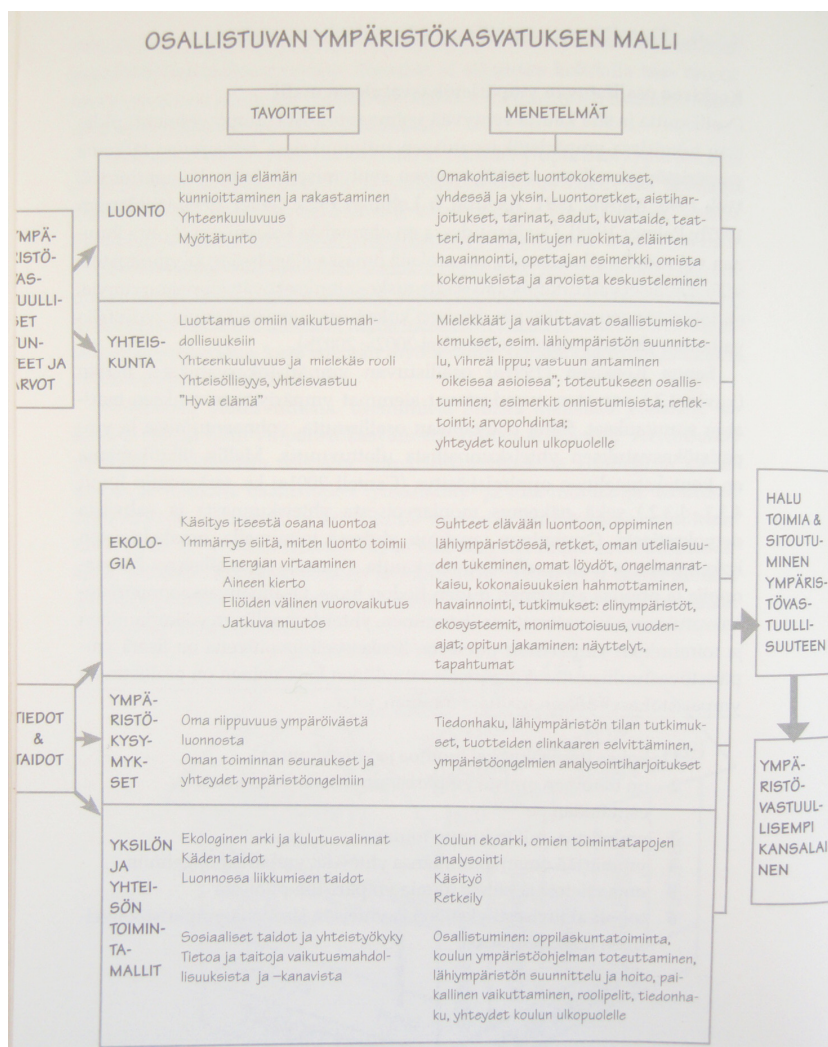 OSALLISTUVAN YMPÄRISTÖKASVATUKSEN MALLI
TAVOITTEET
MENETELMÄT
MPÄ-
ISTÖ-
AS-
UULLI-
SET
UN-
EET JA
RVOT
LUONTO
Luonnon ja elämän
kunnioittaminen ja rakastaminen
Yhteenkuuluvuus
Myötätunto
Omakohtaiset luontokokemukset,
yhdessä ja yksin. Luontoretket, aistihar-
joitukset, tarinat, sadut, kuvataide, teat-
teri, draama, lintujen ruokinta, eläinten
havainnointi, opettajan esimerkki, omista
kokemuksista ja arvoista keskusteleminen
YHTEIS-
KUNTA
Luottamus omiin vaikutusmah-
dollisuuksiin
Yhteenkuuluvuus ja mielekäs rooli
Yhteisöllisyys, yhteisvastuu
"Hyvä elämä"
Mielekkäät ja vaikuttavat osallistumisko-
kemukset, esim. lähiympäristön suunnitte-
lu, Vihreä lippu; vastuun antaminen
"oikeissa asioissa"; toteutukseen osallis-
tuminen; esimerkit onnistumisista; reflek-
tointi; arvopohdinta;
yhteydet koulun ulkopuolelle
TIEDOT
&
TAIDOT
EKOLO-
GIA
Käsitys itsestä osana luontoa
Ymmärrys siitä, miten luonto toimii
Energian virtaaminen
Aineen kierto
Eliöiden välinen vuorovaikutus
Jatkuva muutos
Suhteet elävään luontoon, oppiminen
lähiympäristössä, retket, oman uteliaisuu-
den tukeminen, omat löydöt, ongelmanrat-
kaisu, kokonaisuuksien hahmottaminen,
havainnointi, tutkimukset: elinympäristöt,
ekosysteemit, monimuotoisuus, vuoden-
ajat; opitun jakaminen: näyttelyt,
tapahtumat
YMPÄ-
RISTÖ-
KYSY-
MYK-
SET
Oma riippuvuus ympäröivästä
luonnosta
Oman toiminnan seuraukset ja
yhteydet ympäristöongelmiin
Tiedonhaku, lähiympäristön tilan tutkimuk-
set, tuotteiden elinkaaren selvittäminen,
ympäristöongelmien analysointiharjoitukset
YKSILÖN
JA
YHTEI-
SÖN
TOIMIN-
TA-
MALLIT
Ekologinen arki ja kulutusvalinnat
Käden taidot
Luonnossa liikkumisen taidot
Sosiaaliset taidot ja yhteistyökyky
Tietoa ja taitoja vaikutusmahdol-
lisuuksista ja –kanavista
Koulun ekoarki, omien toimintatapojen
analysointi
Käsityö
Retkeily
Osallistuminen: oppilaskuntatoiminta,
koulun ympäristöohjelman toteuttaminen,
lähiympäristön suunnittelu ja hoito, pai-
kallinen vaikuttaminen, roolipelit, tiedonha-
ku, yhteydet koulun ulkopuolelle
HALU
TOIMIA &
SITOUTU-
MINEN
YMPÄRIS-
TÖVAS-
TUULLI-
SUUTEEN
YMPÄ-
RISTÖ-
VASTUUL-
LISEMPI
KANSALAI
NEN